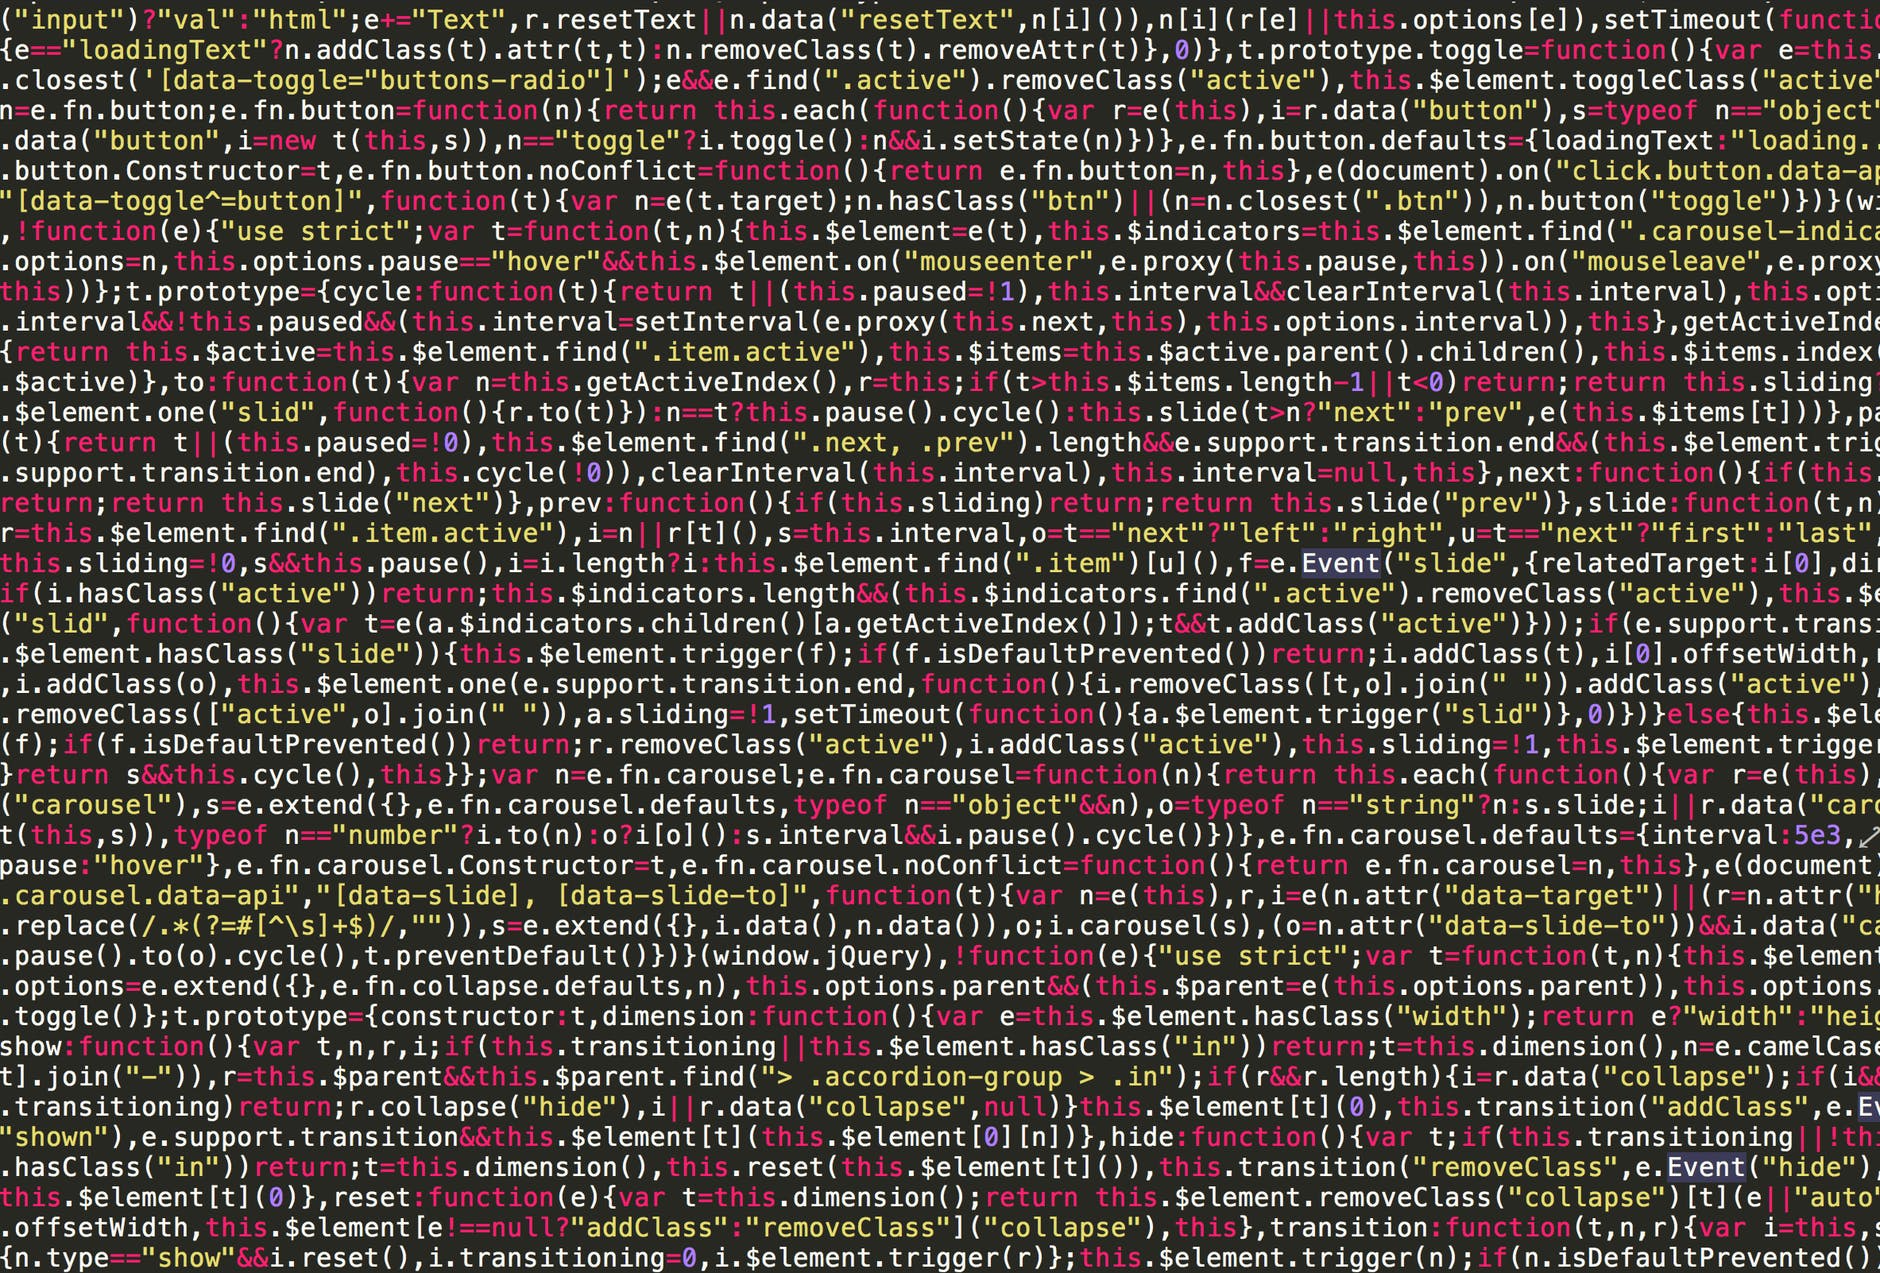 ("input")?"val":"html";e+="Text",r.resetText||n.data("resetText",n[i]()),n[i](r[e]||this.options[e]),setTimeout(functio
{e=="loadingText"?n.addClass(t).attr(t,t):n.removeClass(t).removeAttr(t)},0)},t.prototype.toggle=function(){var e=this.
.closest('[data-toggle="buttons-radio"]');e&&e.find(".active").removeClass("active"),this.$element.toggleClass("active"
n=e.fn.button;e.fn.button=function(n){return this.each(function(){var r=e(this),i=r.data("button"),s=typeof n=="object"
.data("button",i=new t(this,s)),n=="toggle"?i.toggle():n&&i.setState(n)})},e.fn.button.defaults={loadingText:"loading..
.button.Constructor=t,e.fn.button.noConflict=function(){return e.fn.button=n,this},e(document).on("click.button.data-ap
"[data-toggle^=button]",function(t){var n=e(t.target);n.hasClass("btn")||(n=n.closest(".btn")),n.button("toggle")})}(wi
,!function(e){"use strict";var t=function(t,n){this.$element=e(t),this.$indicators=this.$element.find(".carousel-indica
.options=n,this.options.pause=="hover"&&this.$element.on("mouseenter",e.proxy(this.pause,this)).on("mouseleave",e.proxy
this))};t.prototype={cycle:function(t){return t||(this.paused=!1),this.interval&&clearInterval(this.interval),this.opti
.interval&&!this.paused&&(this.interval=setInterval(e.proxy(this.next,this),this.options.interval)),this},getActiveInde
{return this.$active=this.$element.find(".item.active"),this.$items=this.$active.parent().children(),this.$items.index(
.$active)},to:function(t){var n=this.getActiveIndex(),r=this;if(t>this.$items.length-1||t<0)return;return this.sliding?
.$element.one("slid",function(){r.to(t)}):n==t?this.pause().cycle():this.slide(t>n?"next":"prev",e(this.$items[t]))},pa
(t){return t||(this.paused=!0),this.$element.find(".next, .prev").length&&e.support.transition.end&&(this.$element.trig
.support.transition.end),this.cycle(!0)),clearInterval(this.interval),this.interval=null,this},next:function(){if(this.
return;return this.slide("next")},prev:function(){if(this.sliding)return;return this.slide("prev")},slide:function(t,n)
r=this.$element.find(".item.active"),i=n||r[t](),s=this.interval,o=t=="next"?"left":"right",u=t=="next"?"first":"last",
this.sliding=!0,s&&this.pause(),i=i.length?i:this.$element.find(".item")[u](),f=e.Event("slide",{relatedTarget:i[0],dir
if(i.hasClass("active"))return;this.$indicators.length&&(this.$indicators.find(".active").removeClass("active"),this.$e
("slid",function(){var t=e(a.$indicators.children()[a.getActiveIndex()]);t&&t.addClass("active")}));if(e.support.transi
.$element.hasClass("slide")){this.$element.trigger(f);if(f.isDefaultPrevented())return;i.addClass(t),i[0].offsetWidth,r
,i.addClass(o),this.$element.one(e.support.transition.end,function(){i.removeClass([t,o].join(" ")).addClass("active"),
.removeClass(["active",o].join(" ")),a.sliding=!1,setTimeout(function(){a.$element.trigger("slid")},0)})}else{this.$ele
(f);if(f.isDefaultPrevented())return;r.removeClass("active"),i.addClass("active"),this.sliding=!1,this.$element.trigger
}return s&&this.cycle(),this}};var n=e.fn.carousel;e.fn.carousel=function(n){return this.each(function(){var r=e(this),
("carousel"),s=e.extend({},e.fn.carousel.defaults,typeof n=="object"&&n),o=typeof n=="string"?n:s.slide;i||r.data("caro
t(this,s)),typeof n=="number"?i.to(n):o?i[o]():s.interval&&i.pause().cycle()})},e.fn.carousel.defaults={interval:5e3,
pause:"hover"},e.fn.carousel.Constructor=t,e.fn.carousel.noConflict=function(){return e.fn.carousel=n,this},e(document)
.carousel.data-api","[data-slide], [data-slide-to]",function(t){var n=e(this),r,i=e(n.attr("data-target")||(r=n.attr("h
.replace(/.*(?=#[^\s]+$)/,"")),s=e.extend({},i.data(),n.data()),o;i.carousel(s),(o=n.attr("data-slide-to"))&&i.data("ca
.pause().to(o).cycle(),t.preventDefault()})}(window.jQuery),!function(e){"use strict";var t=function(t,n){this.$element
.options=e.extend({},e.fn.collapse.defaults,n),this.options.parent&&(this.$parent=e(this.options.parent)),this.options.
.toggle()};t.prototype={constructor:t,dimension:function(){var e=this.$element.hasClass("width");return e?"width":"heig
show:function(){var t,n,r,i;if(this.transitioning||this.$element.hasClass("in"))return;t=this.dimension(),n=e.camelCase
t].join("-")),r=this.$parent&&this.$parent.find("> .accordion-group > .in");if(r&&r.length){i=r.data("collapse");if(i&&
.transitioning)return;r.collapse("hide"),i||r.data("collapse",null)}this.$element[t](0),this.transition("addClass",e.Ev
"shown"),e.support.transition&&this.$element[t](this.$element[0][n])},hide:function(){var t;if(this.transitioning||!thi
.hasClass("in"))return;t=this.dimension(),this.reset(this.$element[t]()),this.transition("removeClass",e.Event("hide"),
this.$element[t](0)},reset:function(e){var t=this.dimension();return this.$element.removeClass("collapse")[t](e||"auto"
.offsetWidth,this.$element[e!==null?"addClass":"removeClass"]("collapse"),this},transition:function(t,n,r){var i=this,s
{n.type=="show"&&i.reset(),i.transitioning=0,i.$element.trigger(r)};this.$element.trigger(n);if(n.isDefaultPrevented())